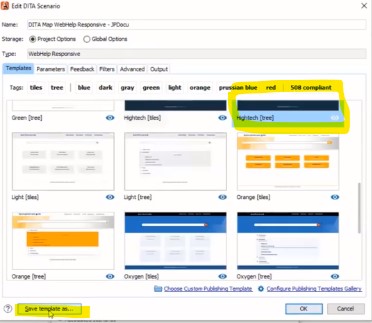 Edit DITA Scenario
Name: DITA Map WebHelp Responsive - JPDocu
Storage: Project Options Global Options
Type: WebHelp Responsive
Templates Parameters Feedback Filters Advanced Output
Tags: tiles tree blue dark gray green light orange prussian blue red 508 compliant
Green [tree] Hightech [tiles] Hightech [tree]
Light [tiles] Light [tree] Orange [tiles]
Orange [tree] Oxygen [tiles] Oxygen [tree]
Choose Custom Publishing Template Configure Publishing Templates Gallery
? Save template as... OK Cancel